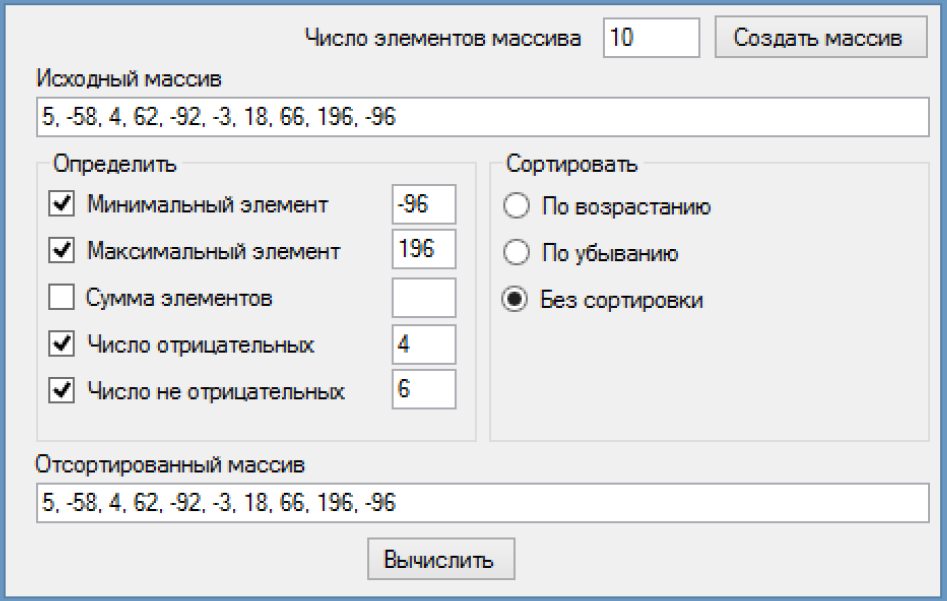 Число элементов массива 10 Создать массив
Исходный массив
5, -58, 4, 62, -92, -3, 18, 66, 196, -96
Определить
Минимальный элемент -96
Максимальный элемент 196
Сумма элементов
Число отрицательных 4
Число не отрицательных 6
Сортировать
По возрастанию
По убыванию
Без сортировки
Отсортированный массив
5, -58, 4, 62, -92, -3, 18, 66, 196, -96
Вычислить